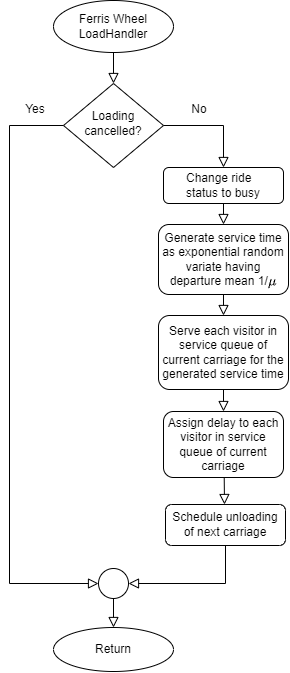 Ferris Wheel
LoadHandler
Loading
cancelled?
Yes
No
Change ride
status to busy
Generate service time
as exponential random
variate having
departure mean 1/μ
Serve each visitor in
service queue of
current carriage for the
generated service time
Assign delay to each
visitor in service
queue of current
carriage
Schedule unloading
of next carriage
Return